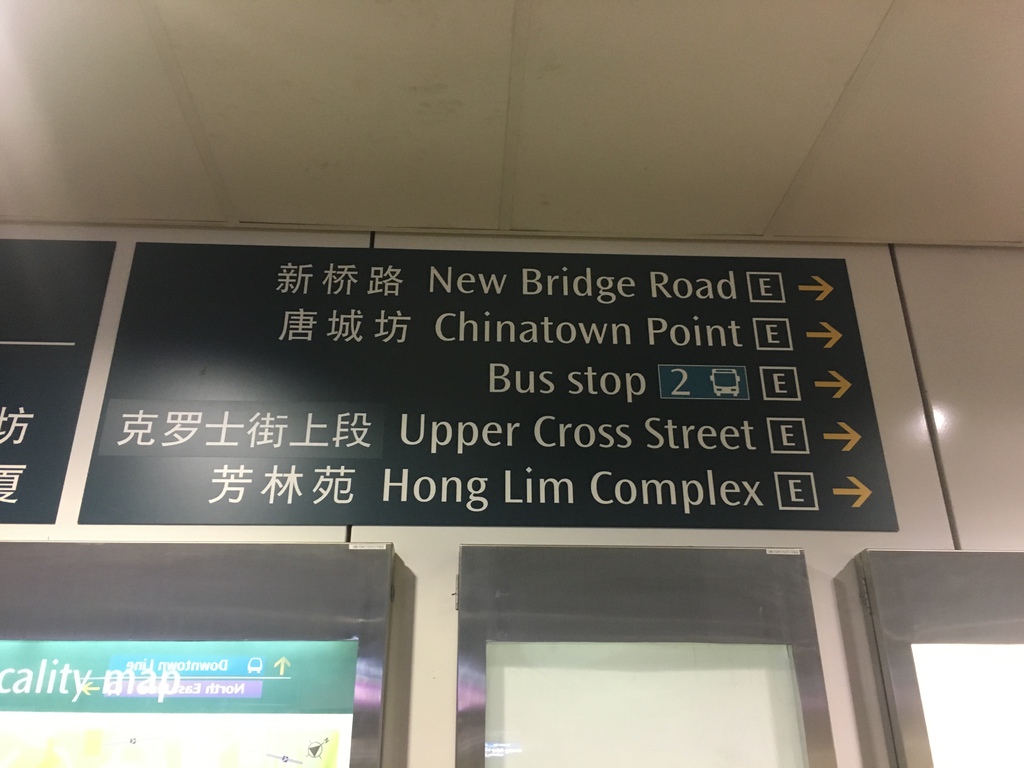 新桥路 New Bridge Road E
唐城坊 Chinatown Point E
Bus stop 2 E
克罗士街上段 Upper Cross Street E
芳林苑 Hong Lim Complex E
坊
厦
cality map
Downtown Line
North East